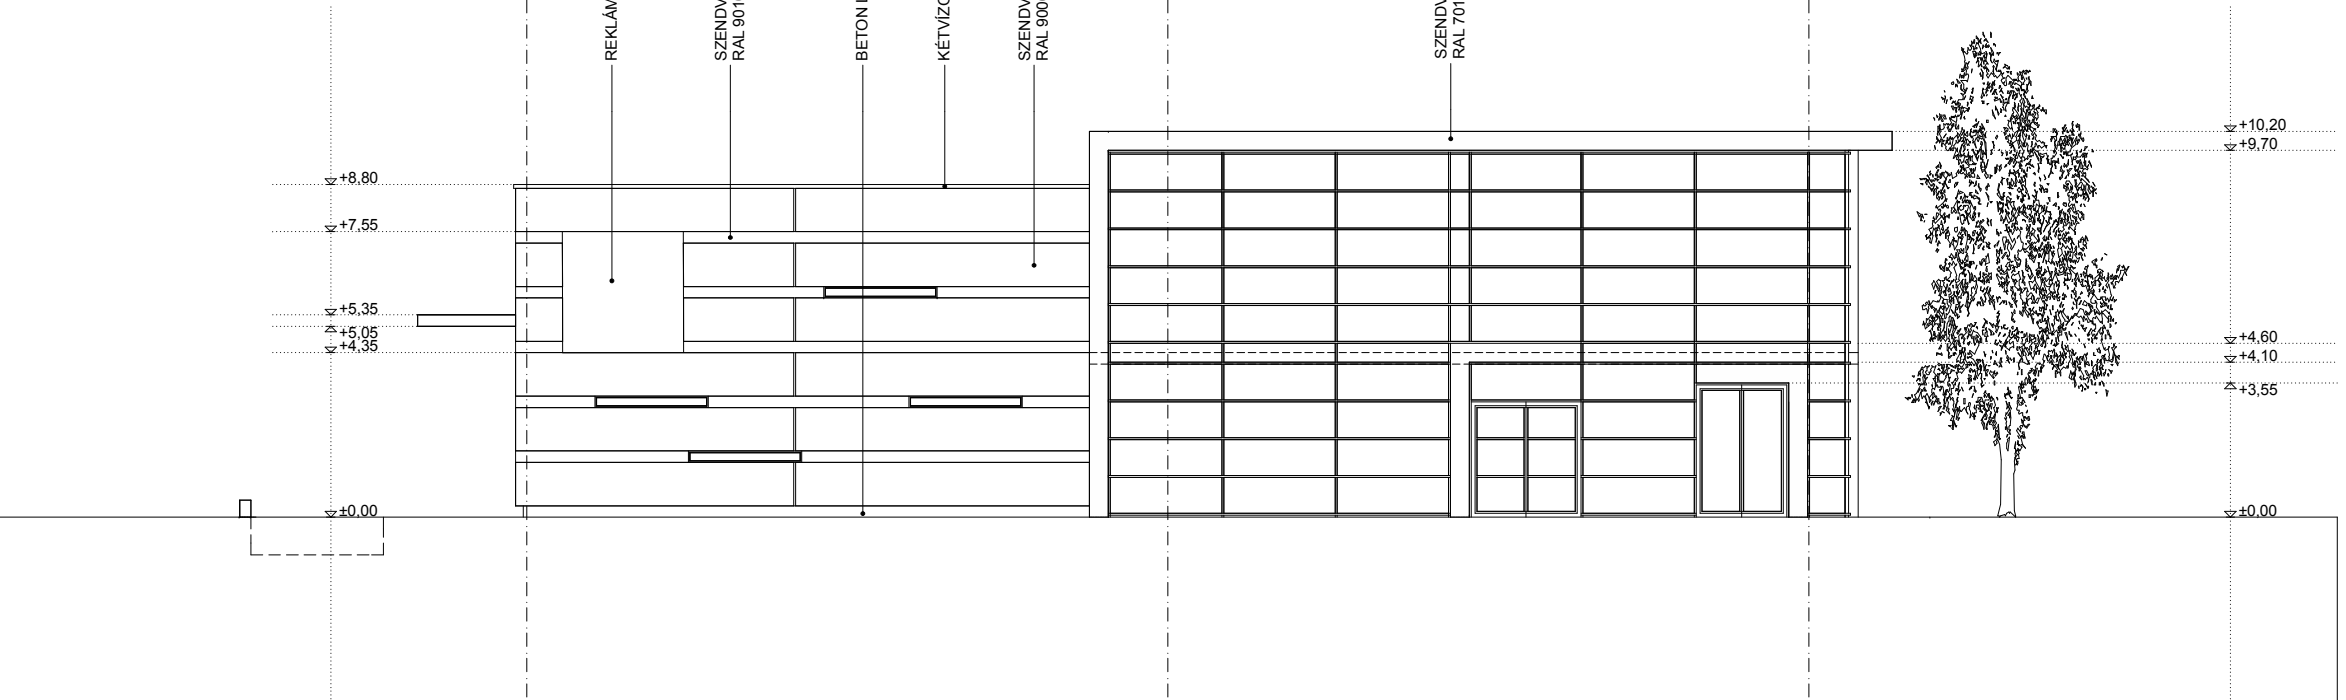 REKLÁM
SZENDV
RAL 901
BETON L
KÉTVÍZ
SZENDV
RAL 900
SZENDV
RAL 701
+10,20
+9,70
+8,80
+7,55
+5,35
+5,05
+4,35
+4,60
+4,10
+3,55
±0,00
±0,00